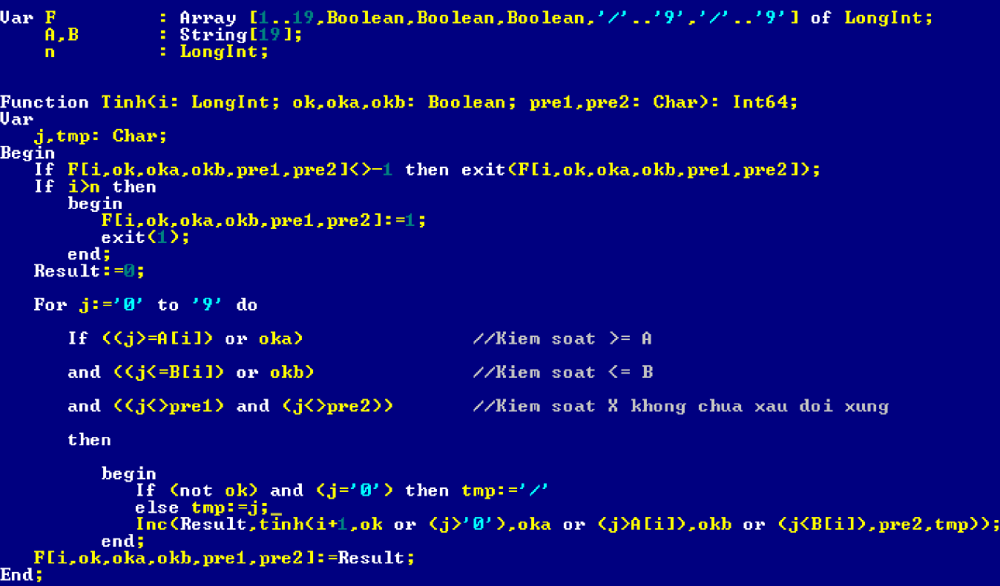 Var F : Array [1..19,Boolean,Boolean,Boolean,'/'..'9','/'..'9'] of LongInt;
A,B : String[19];
n : LongInt;
Function Tinh(i: LongInt; ok,oka,okb: Boolean; pre1,pre2: Char): Int64;
Var
j,tmp: Char;
Begin
If F[i,ok,oka,okb,pre1,pre2]<>-1 then exit(F[i,ok,oka,okb,pre1,pre2]);
If i>n then
begin
F[i,ok,oka,okb,pre1,pre2]:=1;
exit(1);
end;
Result:=0;
For j:='0' to '9' do
If ((j>=A[i]) or oka) //Kiem soat >= A
and ((j<=B[i]) or okb) //Kiem soat <= B
and ((j<>pre1) and (j<>pre2)) //Kiem soat X khong chua xau doi xung
then
begin
If (not ok) and (j='0') then tmp:='/'
else tmp:=j;_
Inc(Result,tinh(i+1,ok or (j>'0'),oka or (j>A[i]),okb or (j<B[i]),pre2,tmp));
end;
F[i,ok,oka,okb,pre1,pre2]:=Result;
End;